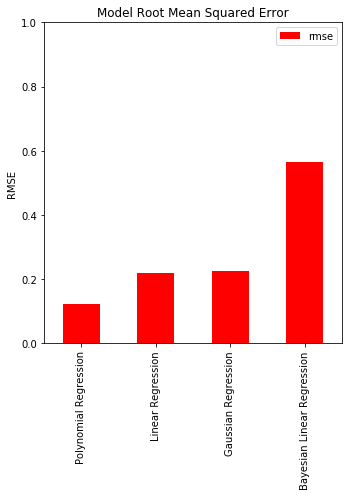 Model Root Mean Squared Error
rmse
RMSE
1.0
0.8
0.6
0.4
0.2
0.0
Polynomial Regression
Linear Regression
Gaussian Regression
Bayesian Linear Regression